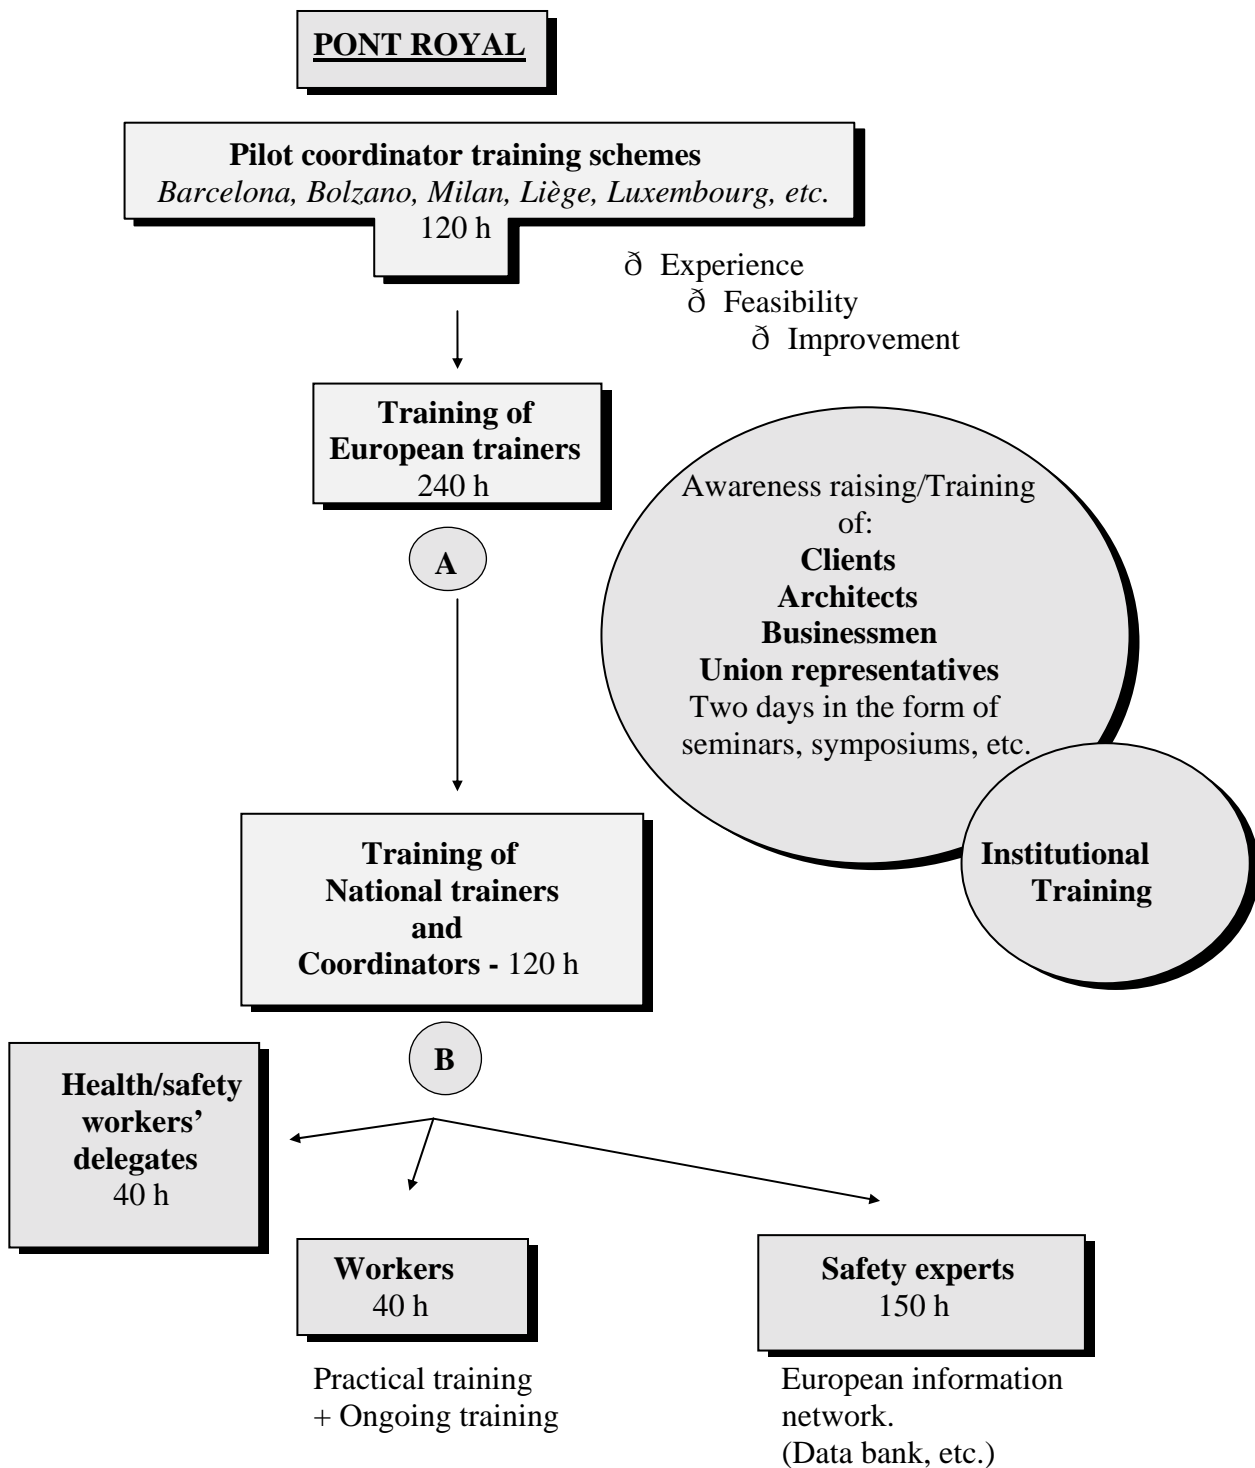 PONT ROYAL
Pilot coordinator training schemes
Barcelona, Bolzano, Milan, Liège, Luxembourg, etc.
120 h
ð Experience
ð Feasibility
ð Improvement
Training of
European trainers
240 h
A
Awareness raising/Training
of:
Clients
Architects
Businessmen
Union representatives
Two days in the form of
seminars, symposiums, etc.
Institutional
Training
Training of
National trainers
and
Coordinators - 120 h
B
Health/safety
workers’
delegates
40 h
Workers
40 h
Practical training
+ Ongoing training
Safety experts
150 h
European information
network.
(Data bank, etc.)